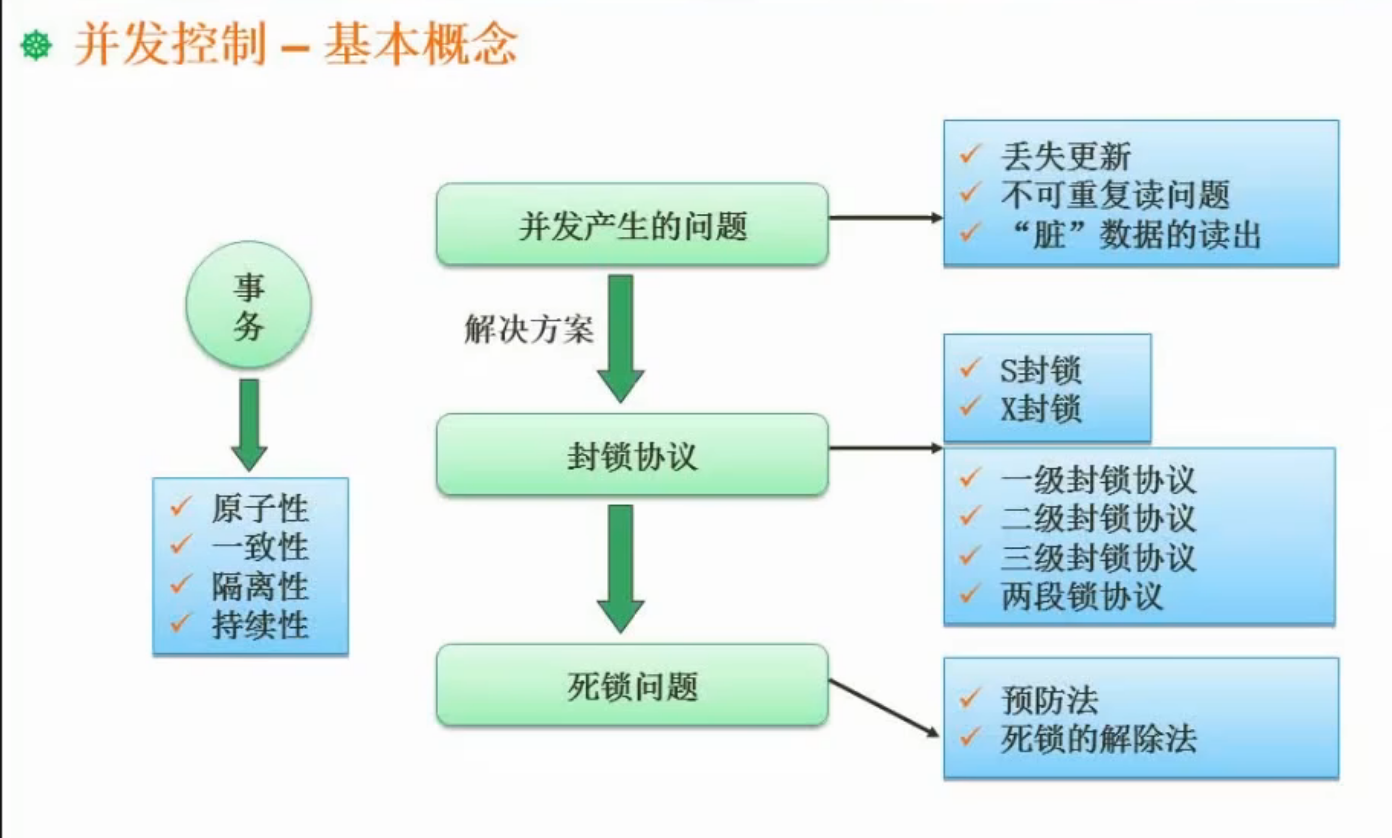 并发控制 – 基本概念
事
务
原子性
一致性
隔离性
持续性
并发产生的问题
丢失更新
不可重复读问题
“脏”数据的读出
解决方案
封锁协议
S封锁
X封锁
一级封锁协议
二级封锁协议
三级封锁协议
两段锁协议
死锁问题
预防法
死锁的解除法